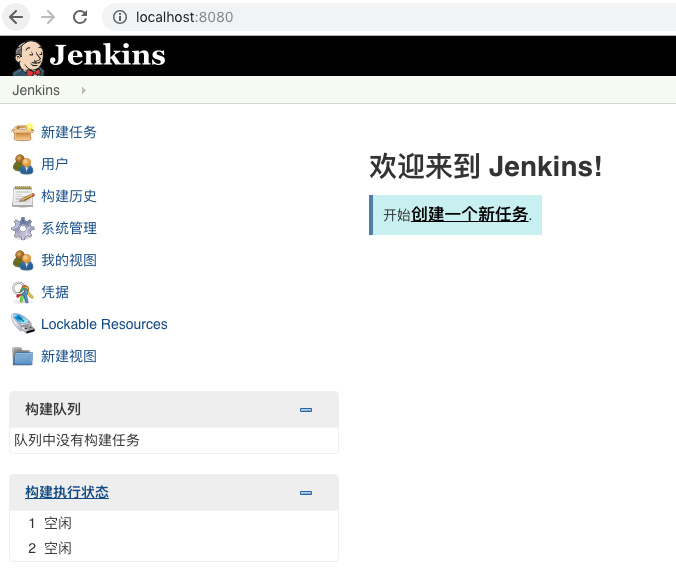 localhost:8080
Jenkins
Jenkins
新建任务
用户
构建历史
系统管理
我的视图
凭据
Lockable Resources
新建视图
欢迎来到 Jenkins!
开始创建一个新任务.
构建队列
队列中没有构建任务
构建执行状态
1 空闲
2 空闲